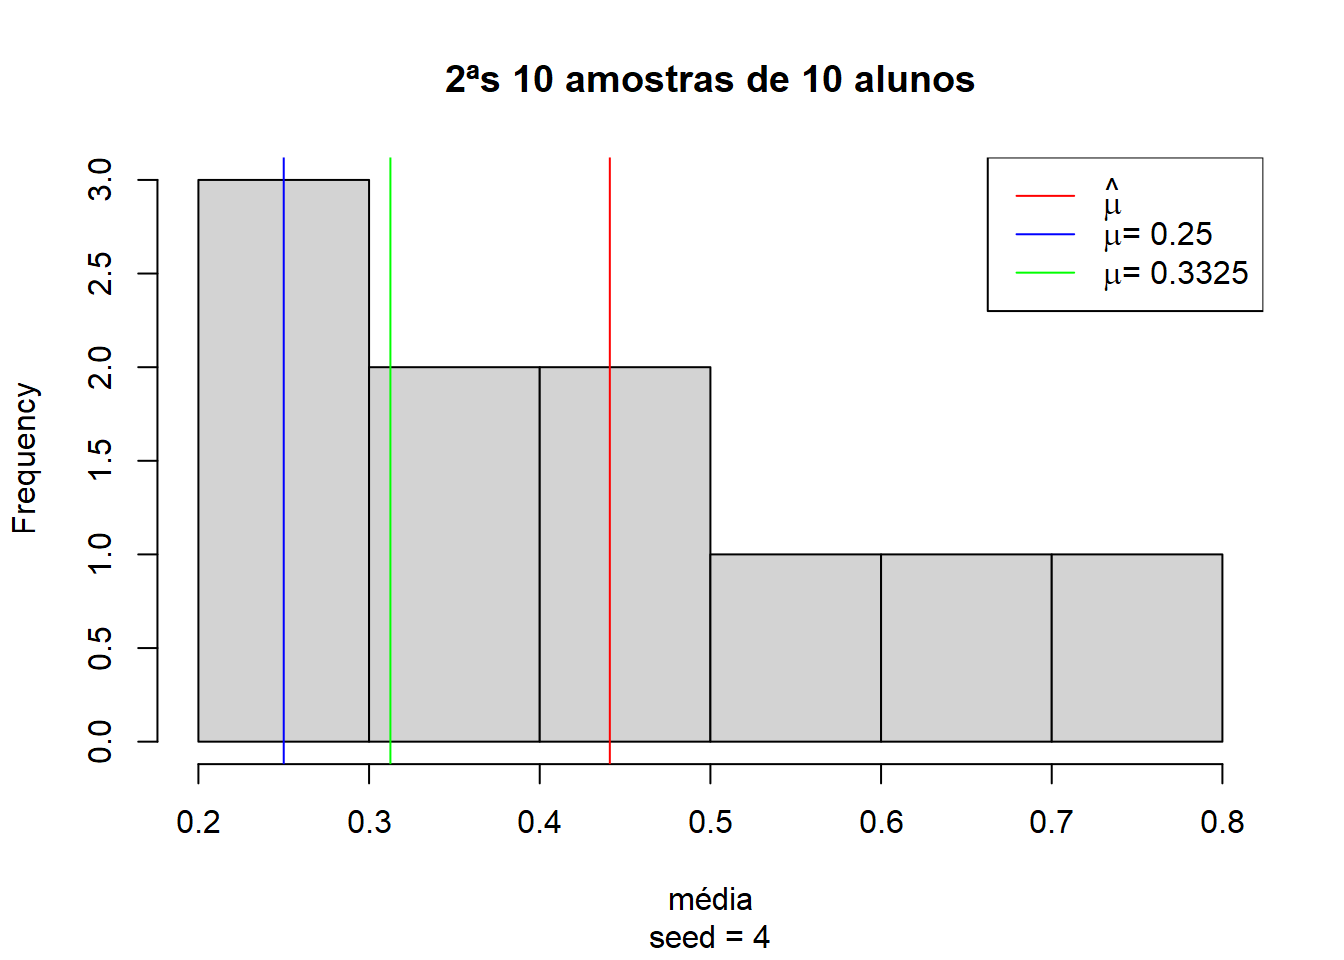 2ªs 10 amostras de 10 alunos
Frequency
3.0
2.5
2.0
1.5
1.0
0.5
0.0
μ̂
μ= 0.25
μ= 0.3325
0.2 0.3 0.4 0.5 0.6 0.7 0.8
média
seed = 4